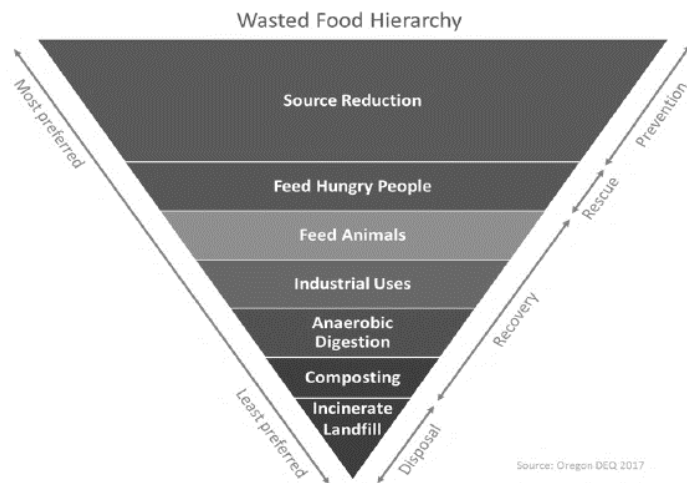 Wasted Food Hierarchy
Most preferred
Source Reduction
Prevention
Feed Hungry People
Rescue
Feed Animals
Industrial Uses
Recovery
Anaerobic
Digestion
Composting
Least preferred
Incinerate
Landfill
Disposal
Source: Oregon DEQ 2017